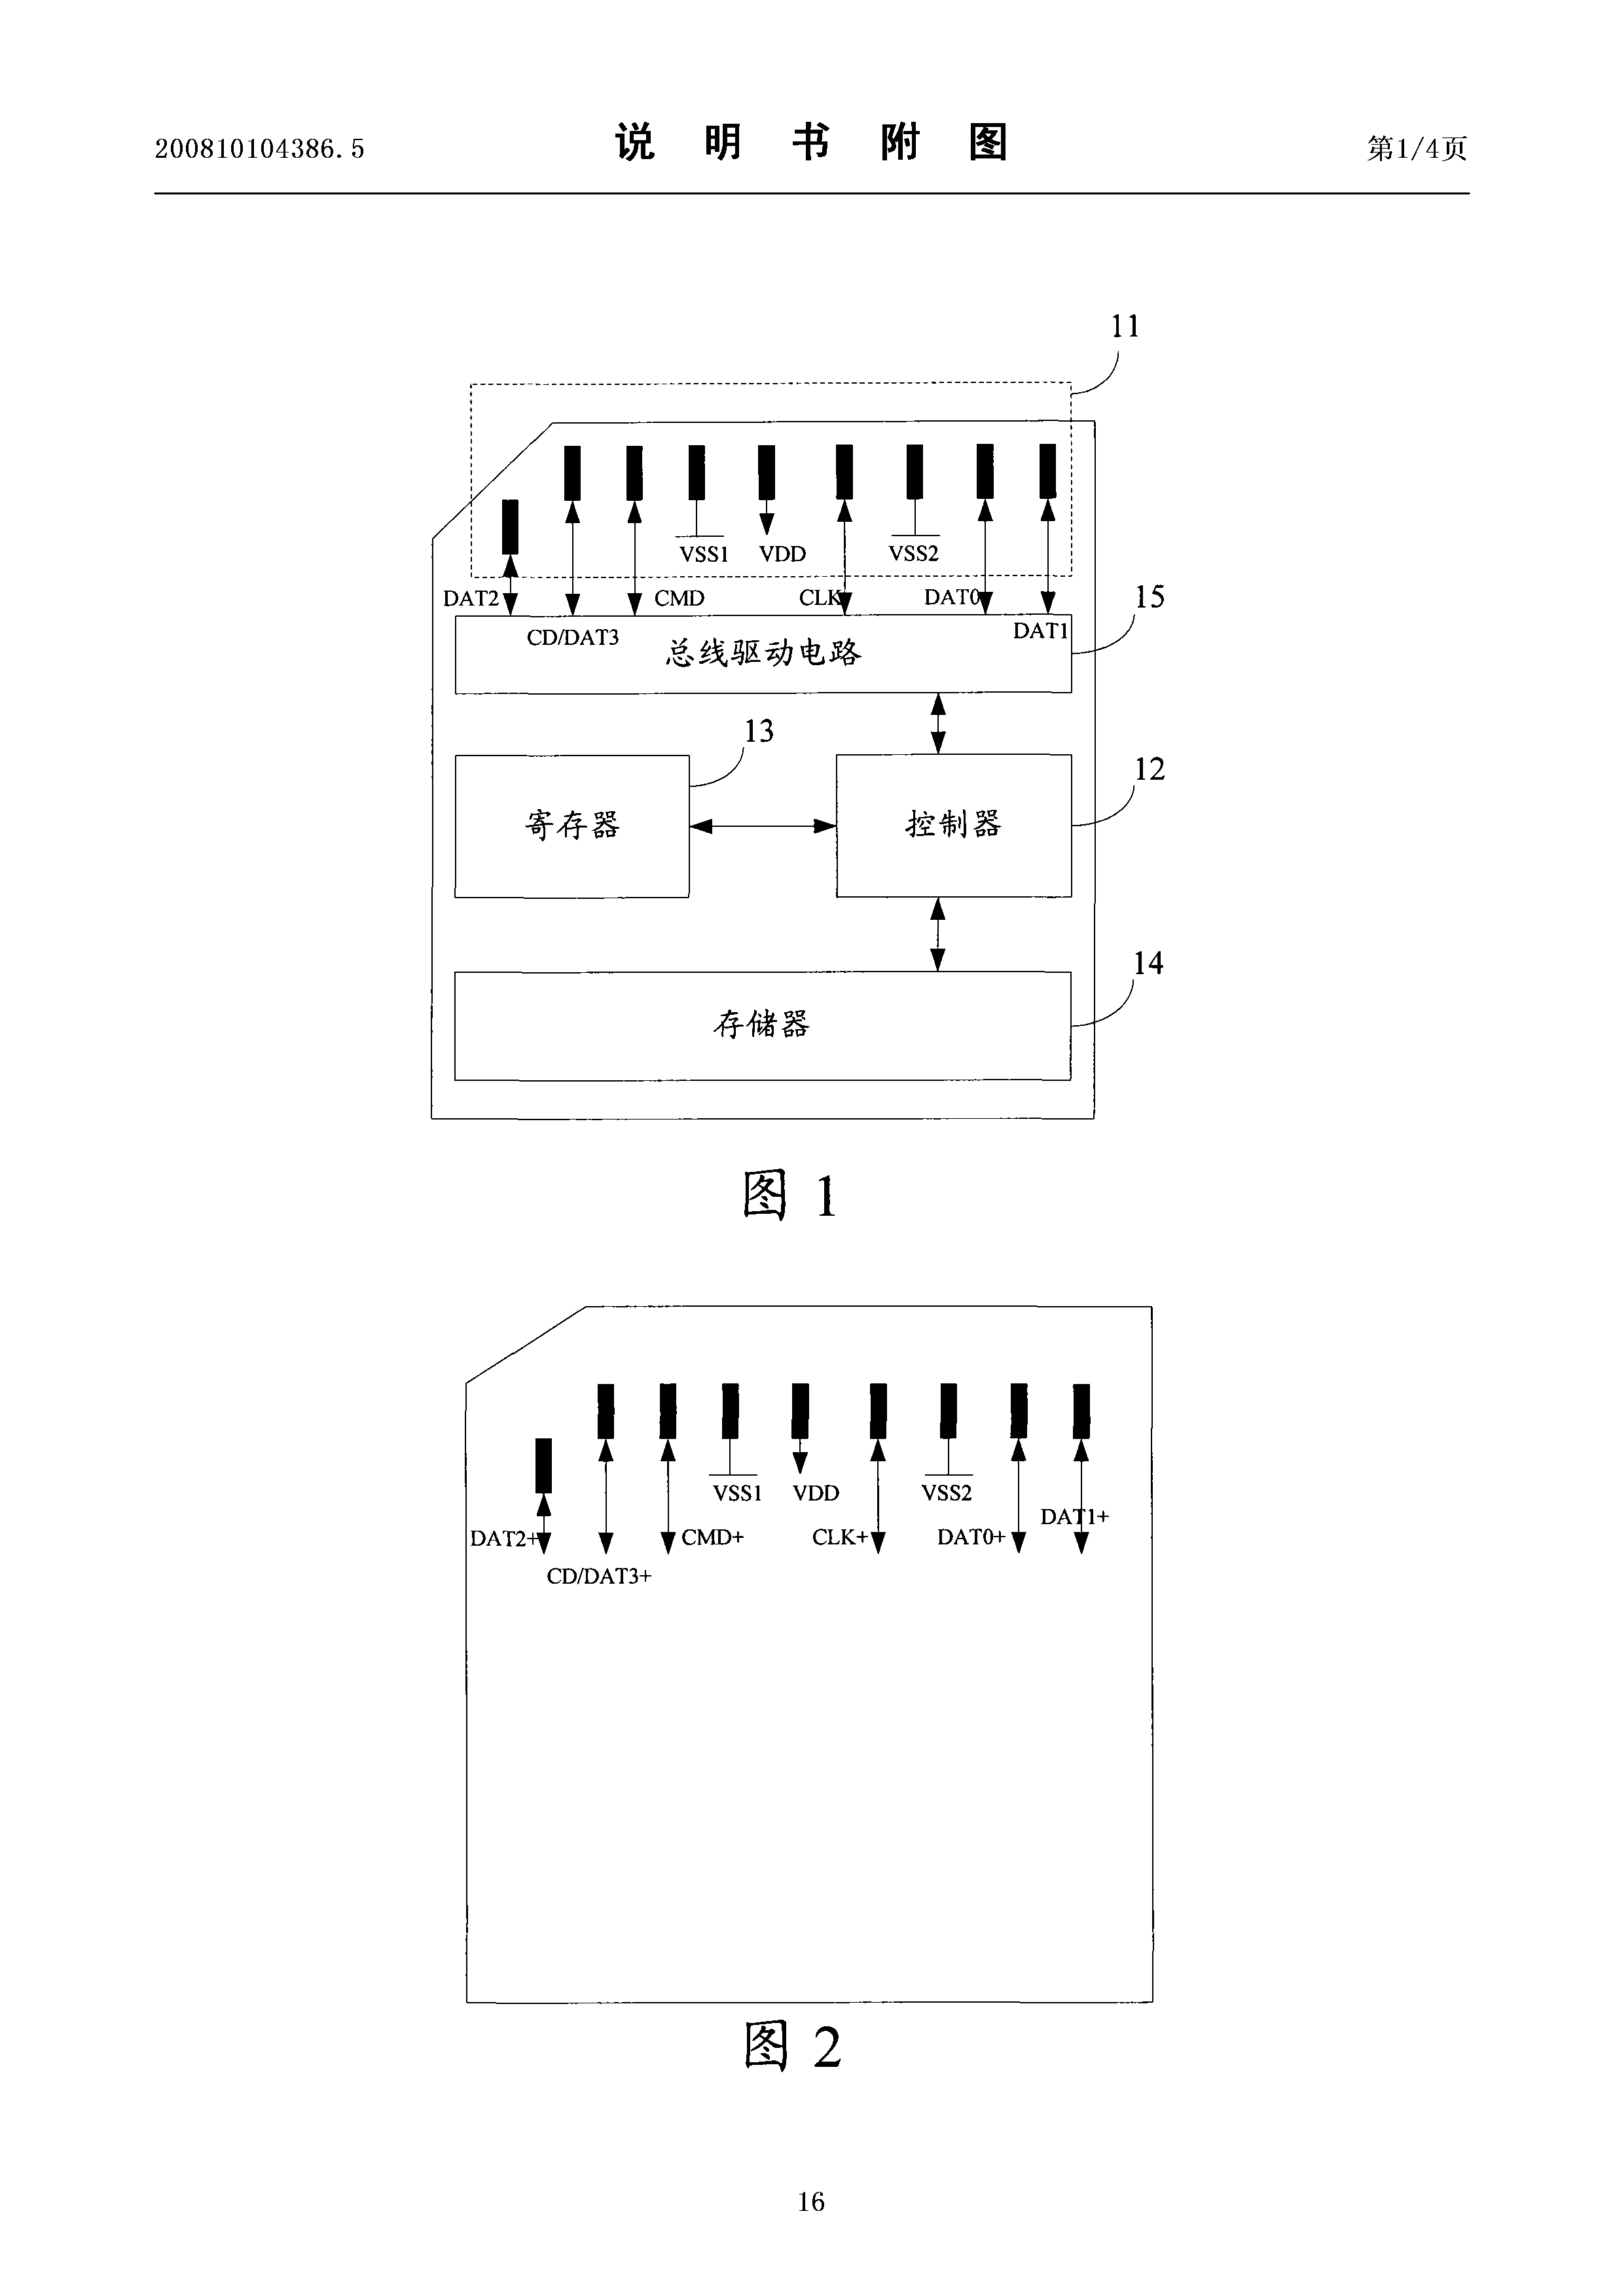 200810104386.5 说明书附图 第1/4页
11
VSS1 VDD VSS2
DAT2 CMD CLK DAT0 15
CD/DAT3 总线驱动电路 DAT1
13
12
寄存器 控制器
14
存储器
图 1
VSS1 VDD VSS2
DAT1+
DAT2+ CMD+ CLK+ DAT0+
CD/DAT3+
图 2
16